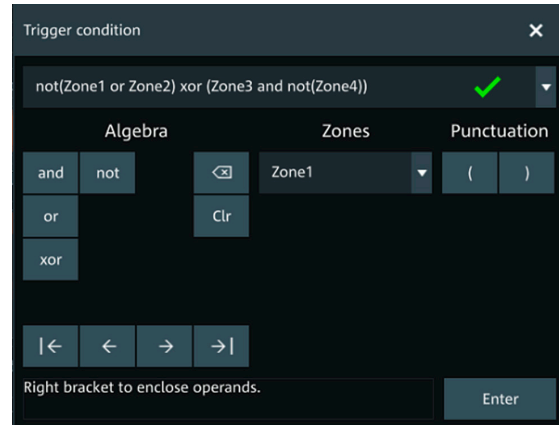 Trigger condition
not(Zone1 or Zone2) xor (Zone3 and not(Zone4))
Algebra Zones Punctuation
and not Zone1 ( )
or Clr
xor
Right bracket to enclose operands.
Enter